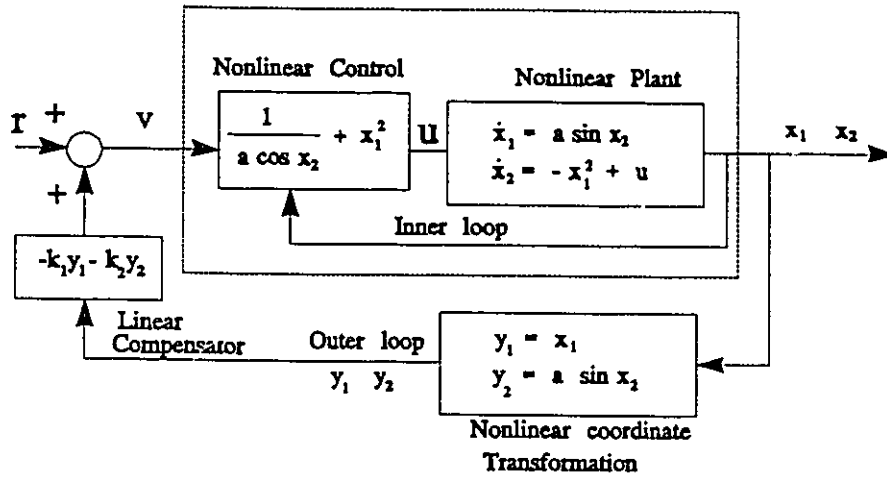 Nonlinear Control
Nonlinear Plant
r + +
v
1 / (a cos x₂) + x₁²
u
ẋ₁ = a sin x₂
ẋ₂ = - x₁² + u
x₁ x₂
Inner loop
-k₁y₁ - k₂y₂
Linear
Compensator
Outer loop
y₁ y₂
y₁ = x₁
y₂ = a sin x₂
Nonlinear coordinate
Transformation